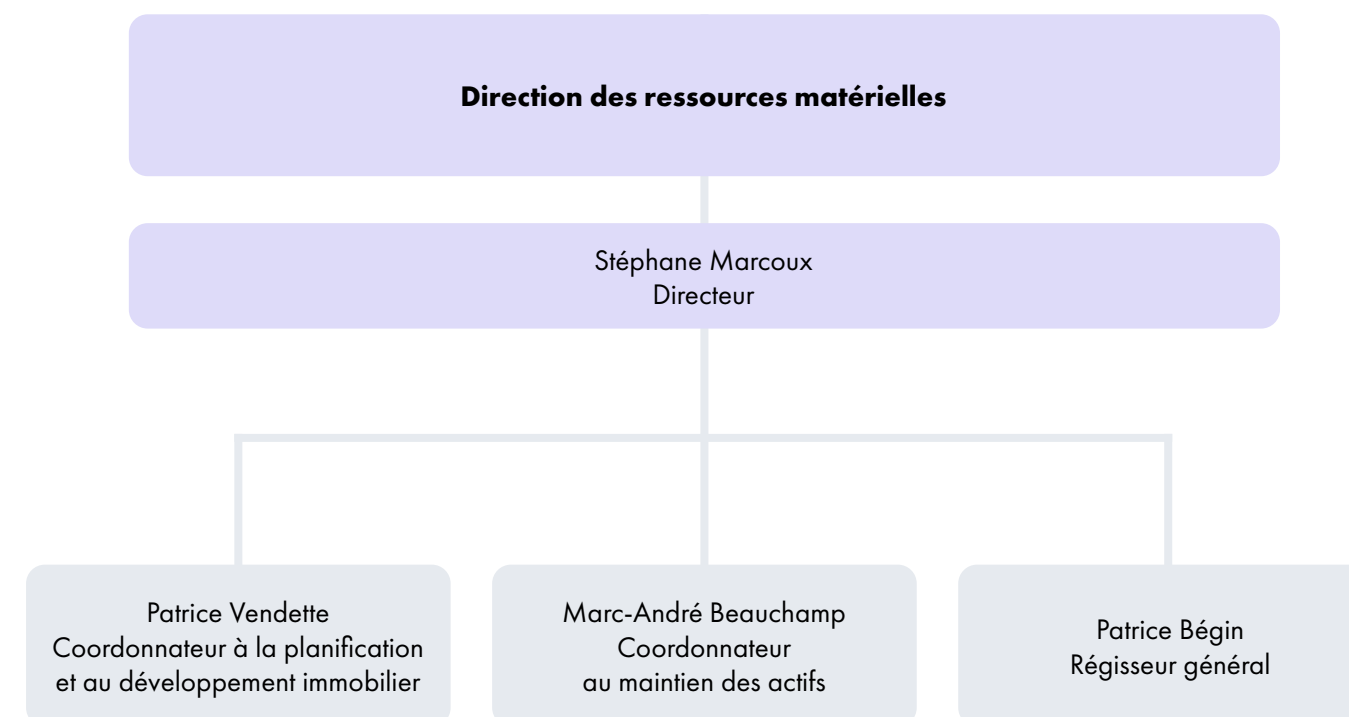 Direction des ressources matérielles
Stéphane Marcoux
Directeur
Patrice Vendette
Coordonnateur à la planification
et au développement immobilier
Marc-André Beauchamp
Coordonnateur
au maintien des actifs
Patrice Bégin
Régisseur général